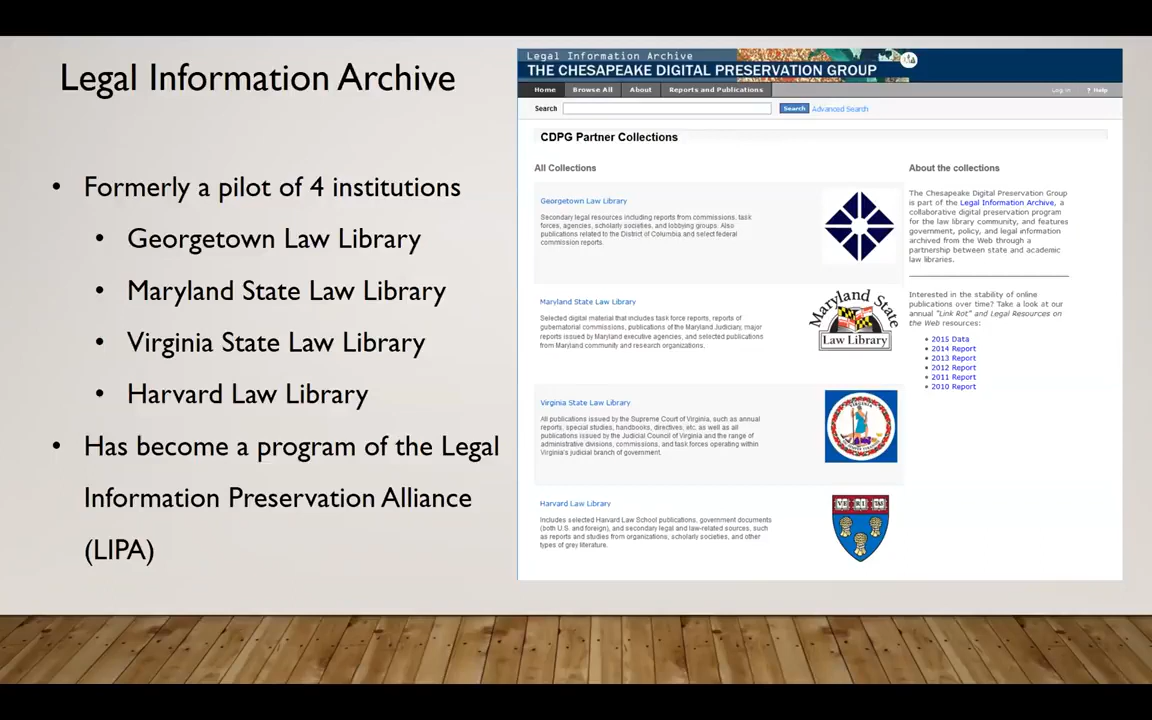 Legal Information Archive
• Formerly a pilot of 4 institutions
• Georgetown Law Library
• Maryland State Law Library
• Virginia State Law Library
• Harvard Law Library
• Has become a program of the Legal
Information Preservation Alliance
(LIPA)
Legal Information Archive
THE CHESAPEAKE DIGITAL PRESERVATION GROUP
Home Browse All About Reports and Publications Log in ? Help
Search Search Advanced Search
CDPG Partner Collections
All Collections
Georgetown Law Library
Secondary legal resources including reports from commissions, task
forces, agencies, scholarly societies, and lobbying groups. Also
publications related to the District of Columbia and select federal
commission reports.
Maryland State Law Library
Selected digital material that includes task force reports, reports of
gubernatorial commissions, publications of the Maryland Judiciary, major
reports issued by Maryland executive agencies, and selected publications
from Maryland community and research organizations.
Maryland State
Law Library
Virginia State Law Library
All publications issued by the Supreme Court of Virginia, such as annual
reports, special studies, handbooks, directives, etc. as well as all
publications issued by the Judicial Council of Virginia and the range of
administrative divisions, commissions, and task forces operating within
Virginia's judicial branch of government.
Harvard Law Library
Includes selected Harvard Law School publications, government documents
(both U.S. and foreign), and secondary legal and law-related sources, such
as reports and studies from organizations, scholarly societies, and other
types of grey literature.
VE RI TAS
About the collections
The Chesapeake Digital Preservation Group
is part of the Legal Information Archive, a
collaborative digital preservation program
for the law library community, and features
government, policy, and legal information
archived from the Web through a
partnership between state and academic
law libraries.
Interested in the stability of online
publications over time? Take a look at our
annual "Link Rot" and Legal Resources on
the Web resources:
• 2015 Data
• 2014 Report
• 2013 Report
• 2012 Report
• 2011 Report
• 2010 Report